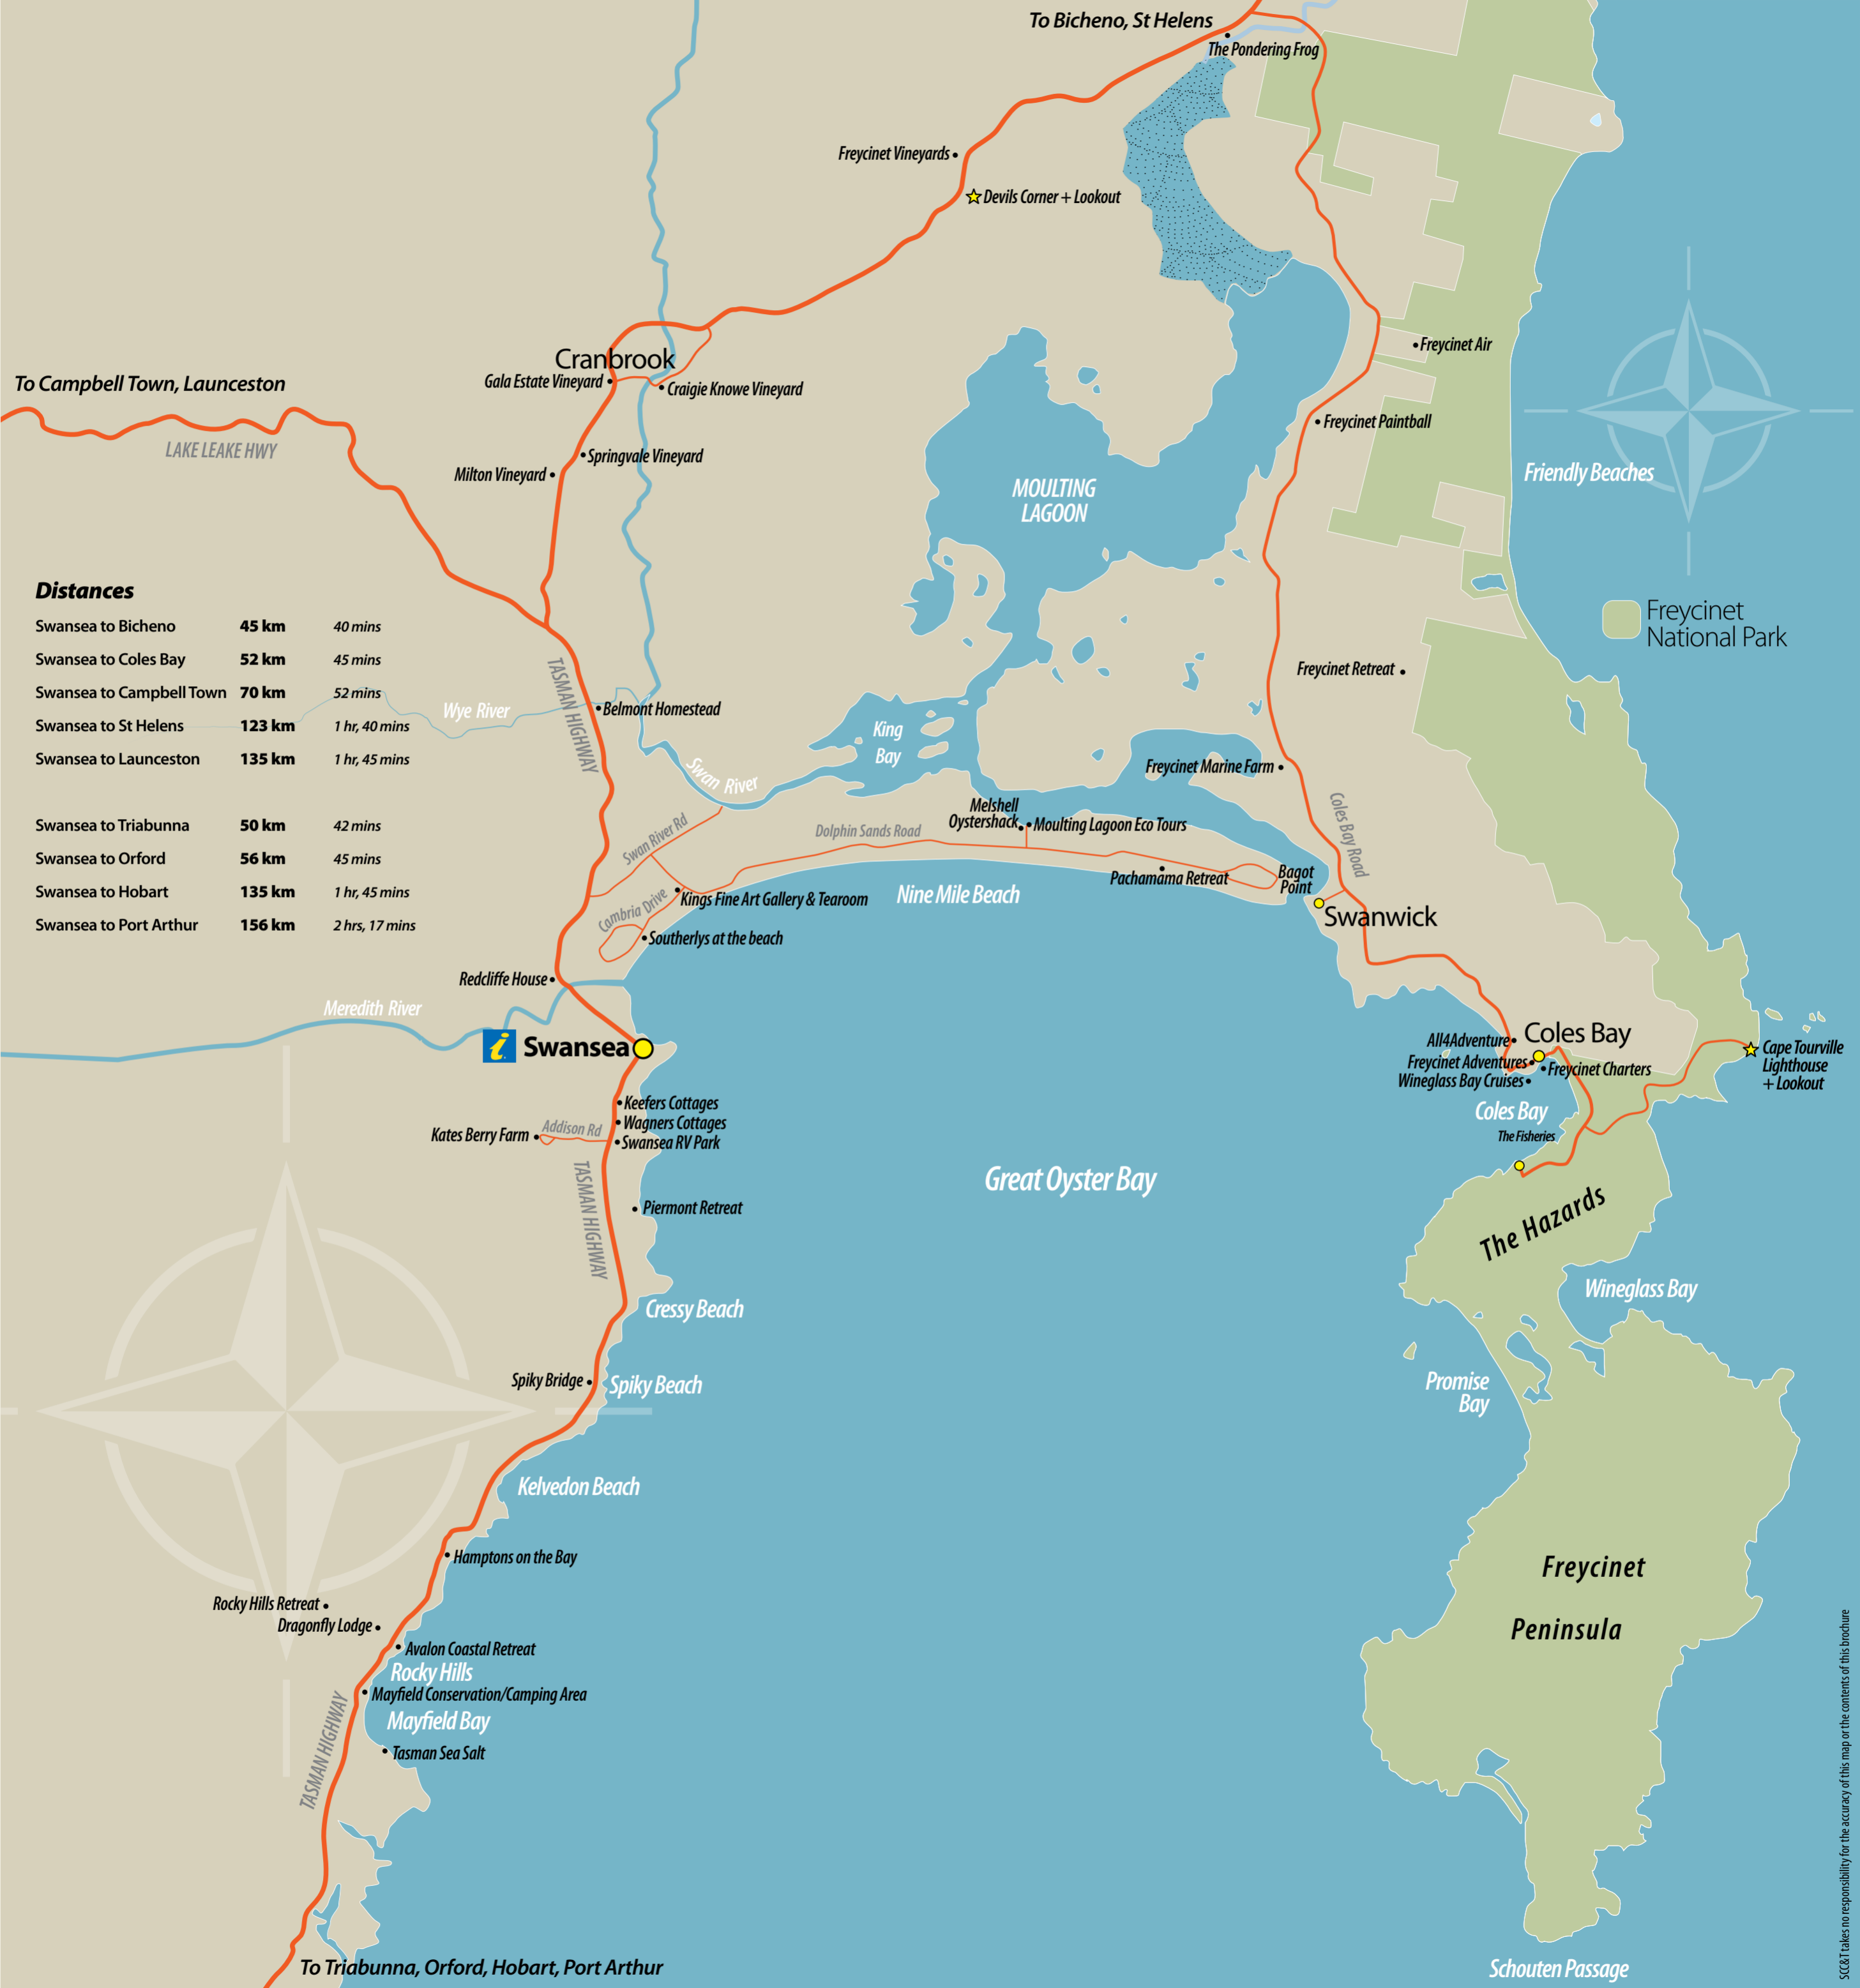 To Bicheno, St Helens
The Pondering Frog
Freycinet Vineyards
Devils Corner + Lookout
Cranbrook
Gala Estate Vineyard
Craigie Knowe Vineyard
Freycinet Air
To Campbell Town, Launceston
LAKE LEAKE HWY
Freycinet Paintball
Springvale Vineyard
Milton Vineyard
Friendly Beaches
MOULTING
LAGOON
Distances
Swansea to Bicheno 45 km 40 mins
Swansea to Coles Bay 52 km 45 mins
Swansea to Campbell Town 70 km 52 mins
Swansea to St Helens 123 km 1 hr, 40 mins
Swansea to Launceston 135 km 1 hr, 45 mins
Swansea to Triabunna 50 km 42 mins
Swansea to Orford 56 km 45 mins
Swansea to Hobart 135 km 1 hr, 45 mins
Swansea to Port Arthur 156 km 2 hrs, 17 mins
Freycinet
National Park
Freycinet Retreat
TASMAN HIGHWAY
Wye River
Belmont Homestead
King
Bay
Swan River
Freycinet Marine Farm
Melshell
Oystershack
Moulting Lagoon Eco Tours
Coles Bay Road
Swan River Rd
Dolphin Sands Road
Pachamama Retreat
Bagot
Point
Nine Mile Beach
Kings Fine Art Gallery & Tearoom
Cambria Drive
Swanwick
Southerlys at the beach
Redcliffe House
Meredith River
i
Swansea
Coles Bay
All4Adventure
Freycinet Adventures
Freycinet Charters
Wineglass Bay Cruises
Cape Tourville
Lighthouse
+ Lookout
Coles Bay
The Fisheries
Keefers Cottages
Wagners Cottages
Swansea RV Park
Addison Rd
Kates Berry Farm
TASMAN HIGHWAY
Great Oyster Bay
Piermont Retreat
The Hazards
Wineglass Bay
Cressy Beach
Spiky Bridge
Spiky Beach
Promise
Bay
Kelvedon Beach
Hamptons on the Bay
Freycinet
Peninsula
Rocky Hills Retreat
Dragonfly Lodge
Avalon Coastal Retreat
Rocky Hills
Mayfield Conservation/Camping Area
Mayfield Bay
TASMAN HIGHWAY
Tasman Sea Salt
To Triabunna, Orford, Hobart, Port Arthur
Schouten Passage
SCC&T takes no responsibility for the accuracy of this map or the contents of this brochure